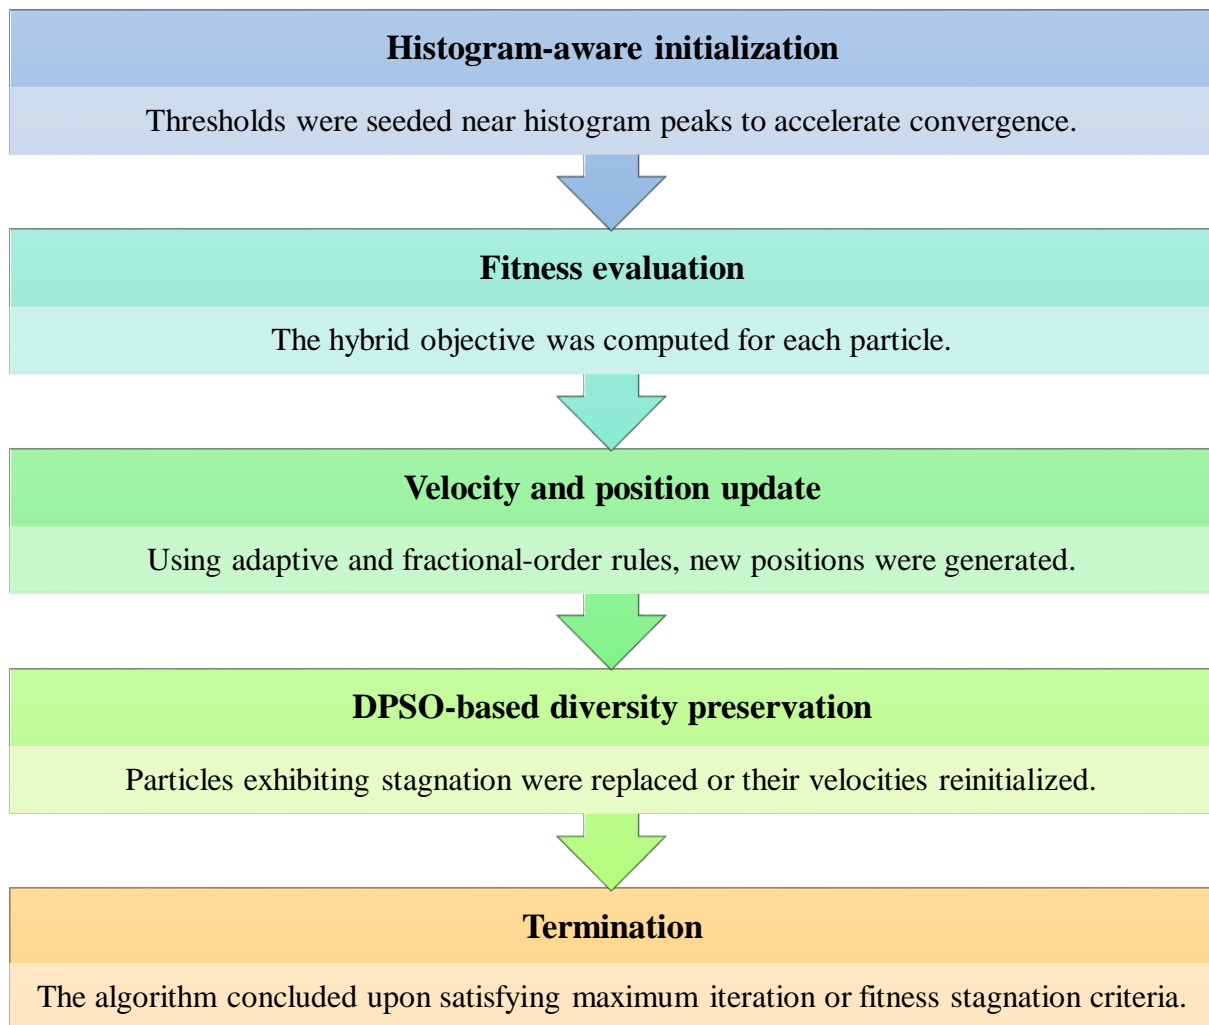 Histogram-aware initialization
Thresholds were seeded near histogram peaks to accelerate convergence.
Fitness evaluation
The hybrid objective was computed for each particle.
Velocity and position update
Using adaptive and fractional-order rules, new positions were generated.
DPSO-based diversity preservation
Particles exhibiting stagnation were replaced or their velocities reinitialized.
Termination
The algorithm concluded upon satisfying maximum iteration or fitness stagnation criteria.